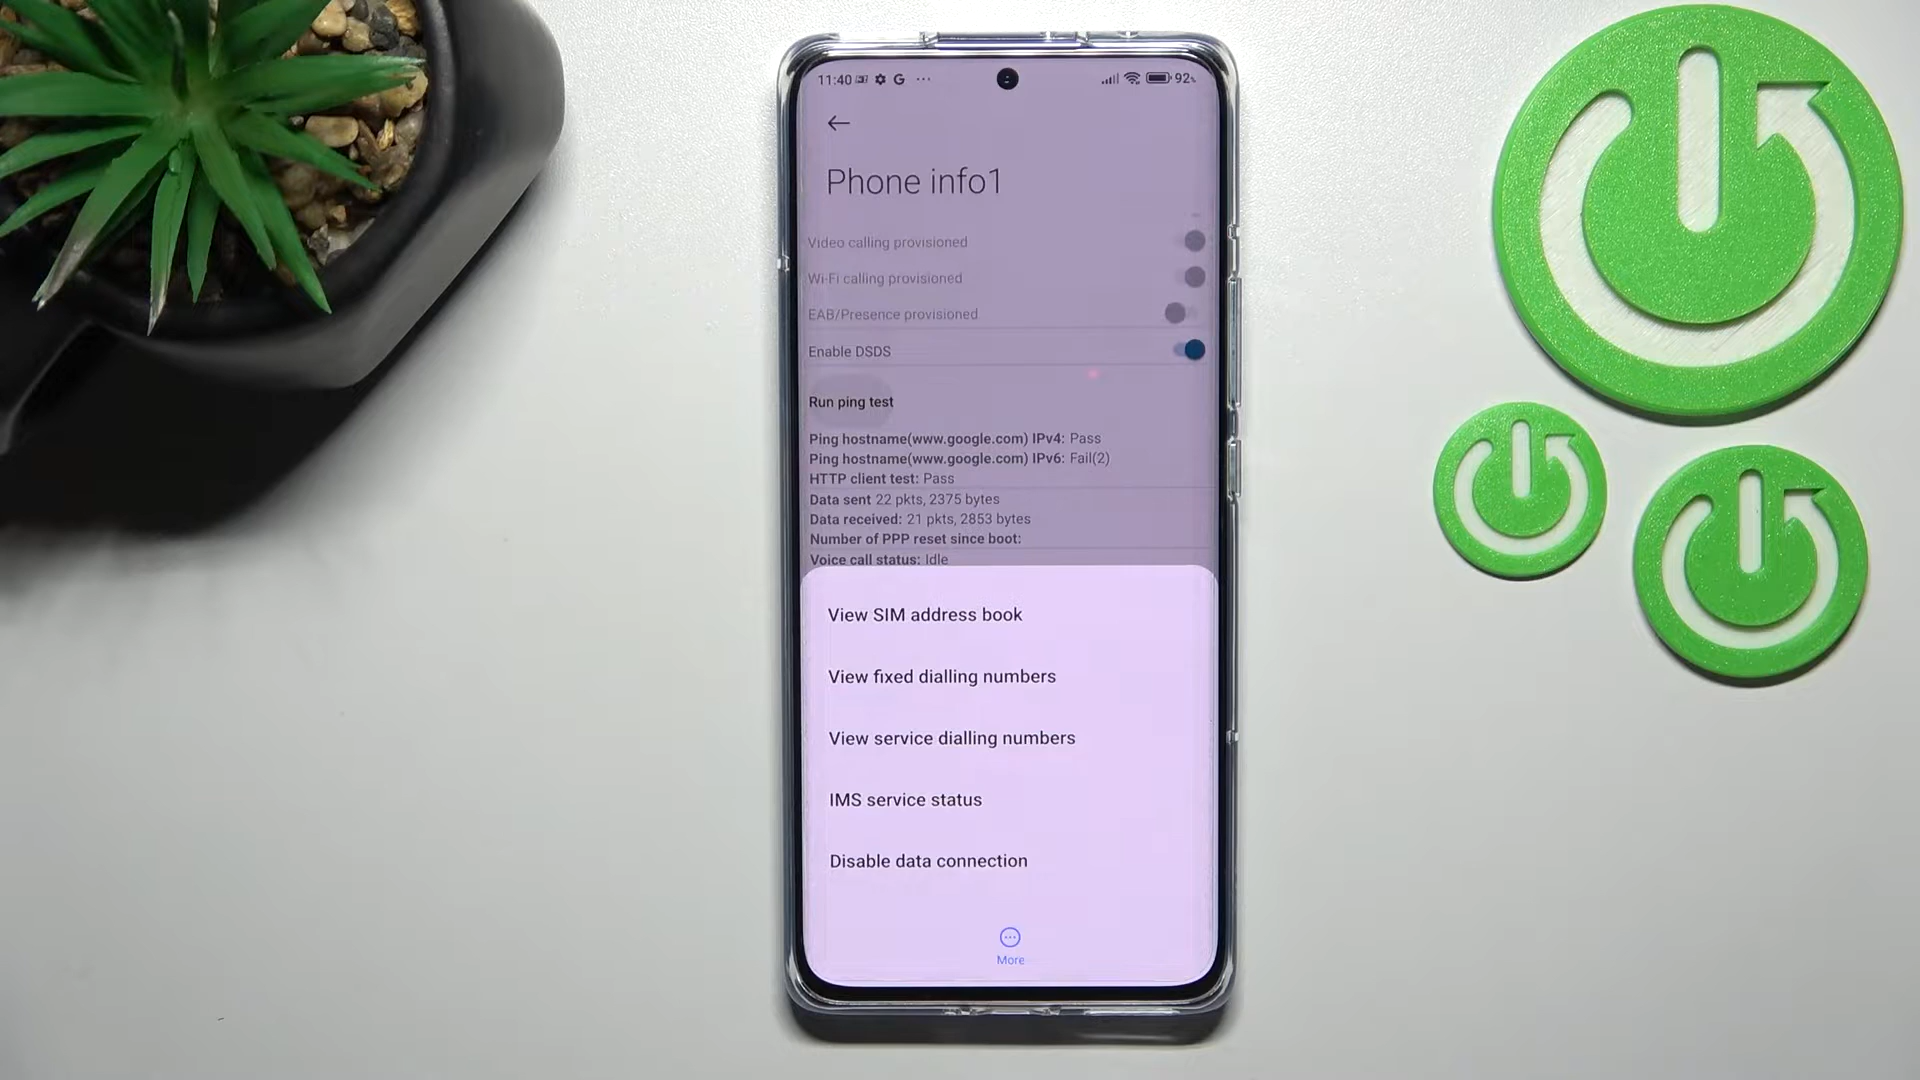 11:40 G ... 92%
Phone info1
Video calling provisioned
Wi-Fi calling provisioned
EAB/Presence provisioned
Enable DSDS
Run ping test
Ping hostname(www.google.com) IPv4: Pass
Ping hostname(www.google.com) IPv6: Fail(2)
HTTP client test: Pass
Data sent 22 pkts, 2375 bytes
Data received: 21 pkts, 2853 bytes
Number of PPP reset since boot:
Voice call status: Idle
View SIM address book
View fixed dialling numbers
View service dialling numbers
IMS service status
Disable data connection
More